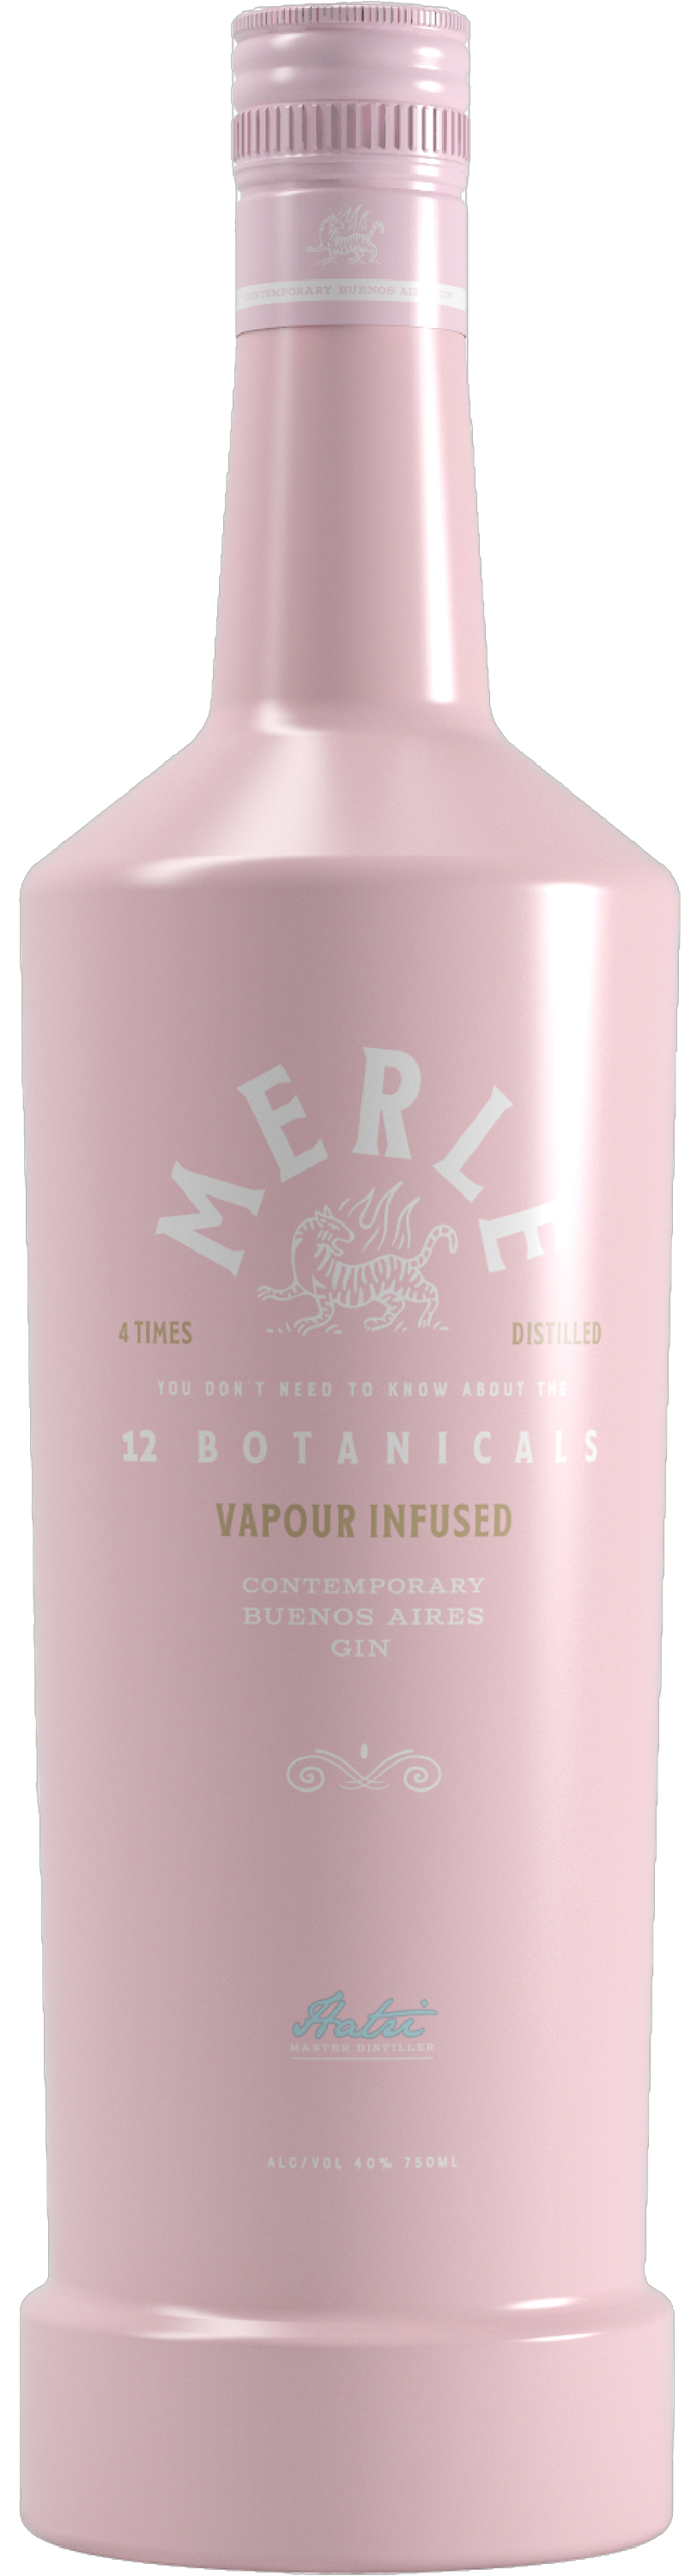 CONTEMPORARY BUENOS AIRES GIN
MERLE
4 TIMES DISTILLED
YOU DON'T NEED TO KNOW ABOUT THE
12 BOTANICALS
VAPOUR INFUSED
CONTEMPORARY
BUENOS AIRES
GIN
MASTER DISTILLER
ALC/VOL 40% 750ML